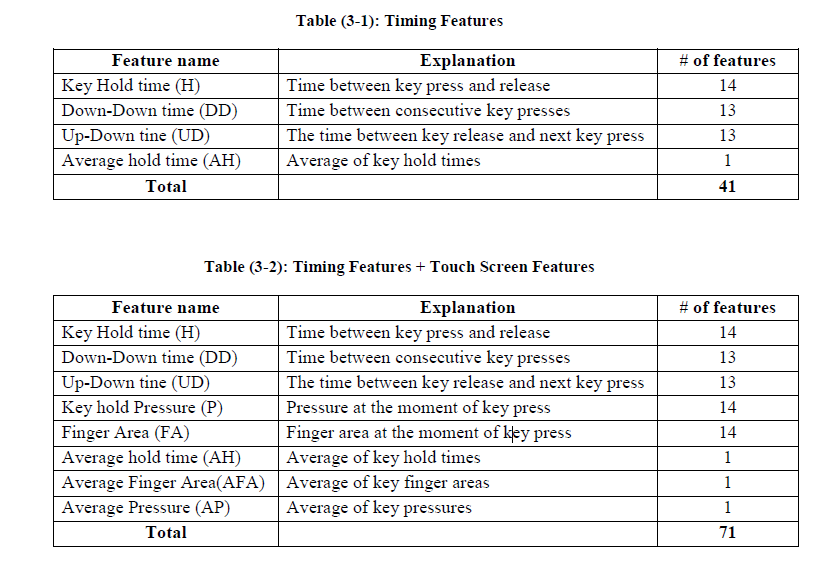 Table (3-1): Timing Features
Feature name Explanation # of features
Key Hold time (H) Time between key press and release 14
Down-Down time (DD) Time between consecutive key presses 13
Up-Down tine (UD) The time between key release and next key press 13
Average hold time (AH) Average of key hold times 1
Total 41
Table (3-2): Timing Features + Touch Screen Features
Feature name Explanation # of features
Key Hold time (H) Time between key press and release 14
Down-Down time (DD) Time between consecutive key presses 13
Up-Down tine (UD) The time between key release and next key press 13
Key hold Pressure (P) Pressure at the moment of key press 14
Finger Area (FA) Finger area at the moment of key press 14
Average hold time (AH) Average of key hold times 1
Average Finger Area(AFA) Average of key finger areas 1
Average Pressure (AP) Average of key pressures 1
Total 71